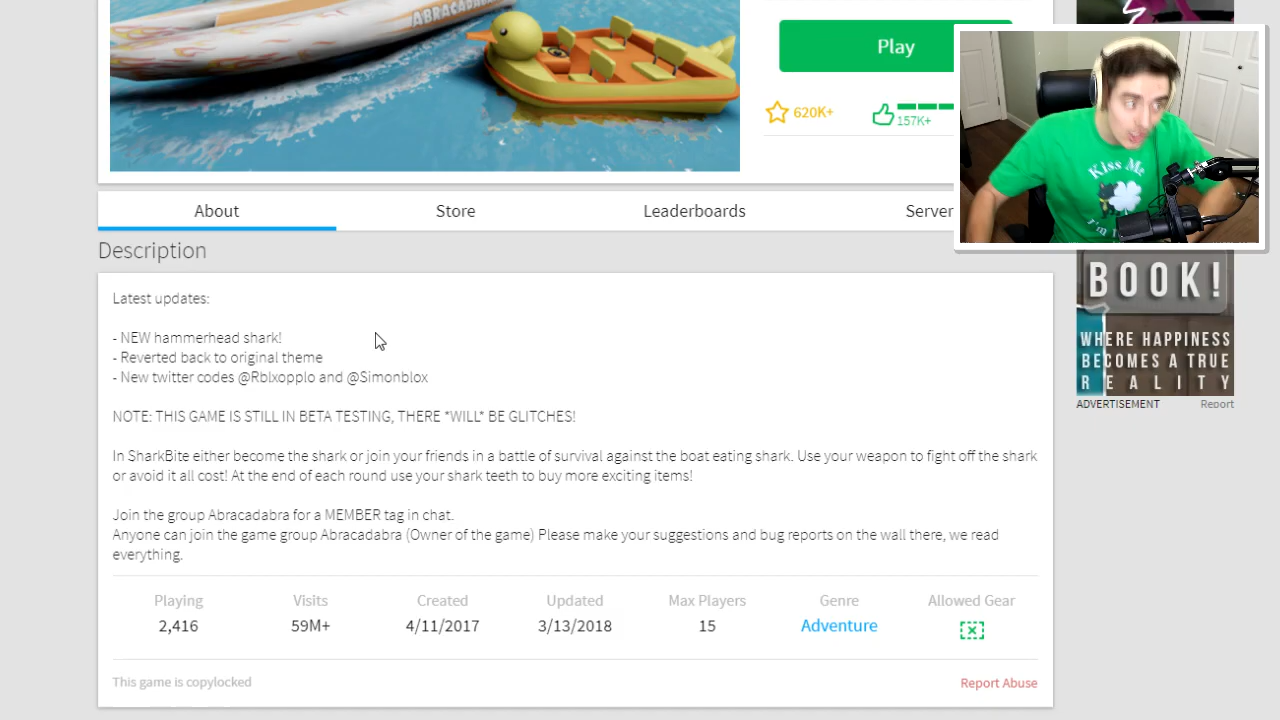 ABRACADABRA
Play
620K+
157K+
Kiss Me
I'm
About
Store
Leaderboards
Server
Description
BOOK!
WHERE HAPPINESS
BECOMES A TRUE
REALITY
ADVERTISEMENT Report
Latest updates:
- NEW hammerhead shark!
- Reverted back to original theme
- New twitter codes @Rblxopplo and @Simonblox
NOTE: THIS GAME IS STILL IN BETA TESTING, THERE *WILL* BE GLITCHES!
In SharkBite either become the shark or join your friends in a battle of survival against the boat eating shark. Use your weapon to fight off the shark
or avoid it all cost! At the end of each round use your shark teeth to buy more exciting items!
Join the group Abracadabra for a MEMBER tag in chat.
Anyone can join the game group Abracadabra (Owner of the game) Please make your suggestions and bug reports on the wall there, we read
everything.
Playing Visits Created Updated Max Players Genre Allowed Gear
2,416 59M+ 4/11/2017 3/13/2018 15 Adventure
This game is copylocked
Report Abuse